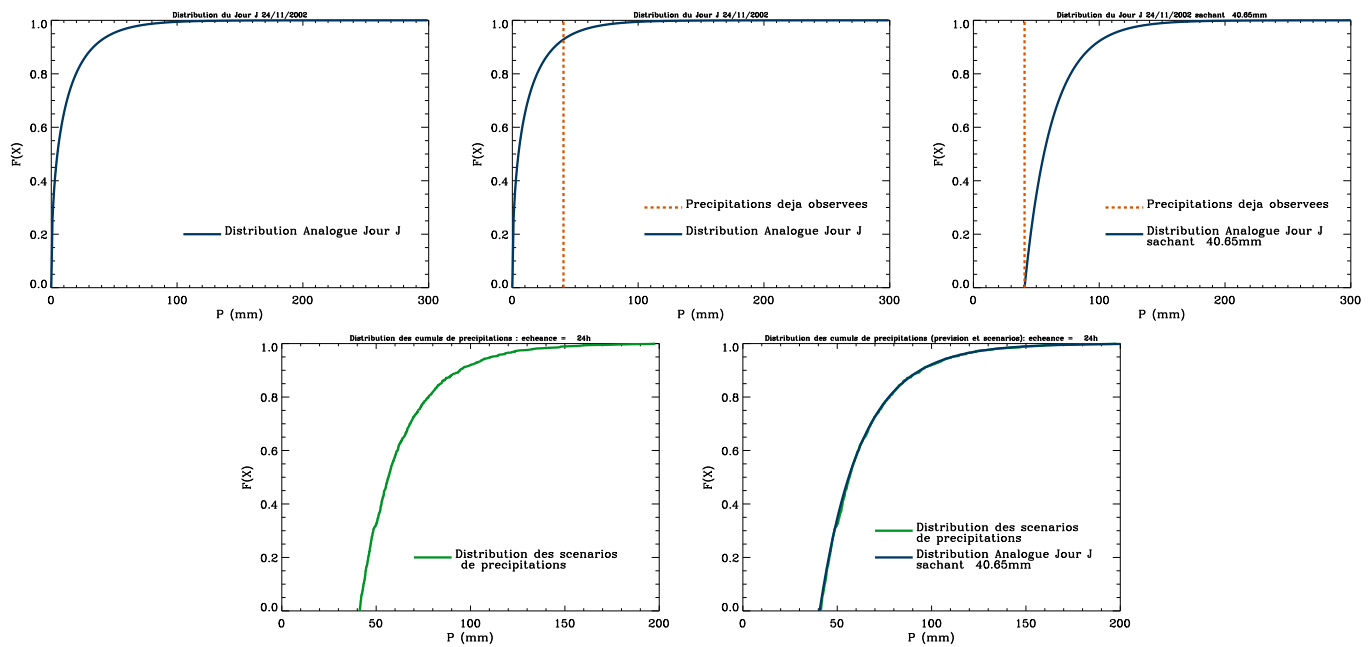 Distribution du Jour J 24/11/2002
1.0
0.8
0.6
0.4
0.2
0.0
F(X)
Distribution Analogue Jour J
0 100 200 300
P (mm)
Distribution du Jour J 24/11/2002
1.0
0.8
0.6
0.4
0.2
0.0
F(X)
Precipitations deja observees
Distribution Analogue Jour J
0 100 200 300
P (mm)
Distribution du Jour J 24/11/2002 sachant 40.65mm
1.0
0.8
0.6
0.4
0.2
0.0
F(X)
Precipitations deja observees
Distribution Analogue Jour J
sachant 40.65mm
0 100 200 300
P (mm)
Distribution des cumuls de precipitations : echeance = 24h
1.0
0.8
0.6
0.4
0.2
0.0
F(X)
Distribution des scenarios
de precipitations
0 50 100 150 200
P (mm)
Distribution des cumuls de precipitations (prevision et scenarios): echeance = 24h
1.0
0.8
0.6
0.4
0.2
0.0
F(X)
Distribution des scenarios
de precipitations
Distribution Analogue Jour J
sachant 40.65mm
0 50 100 150 200
P (mm)